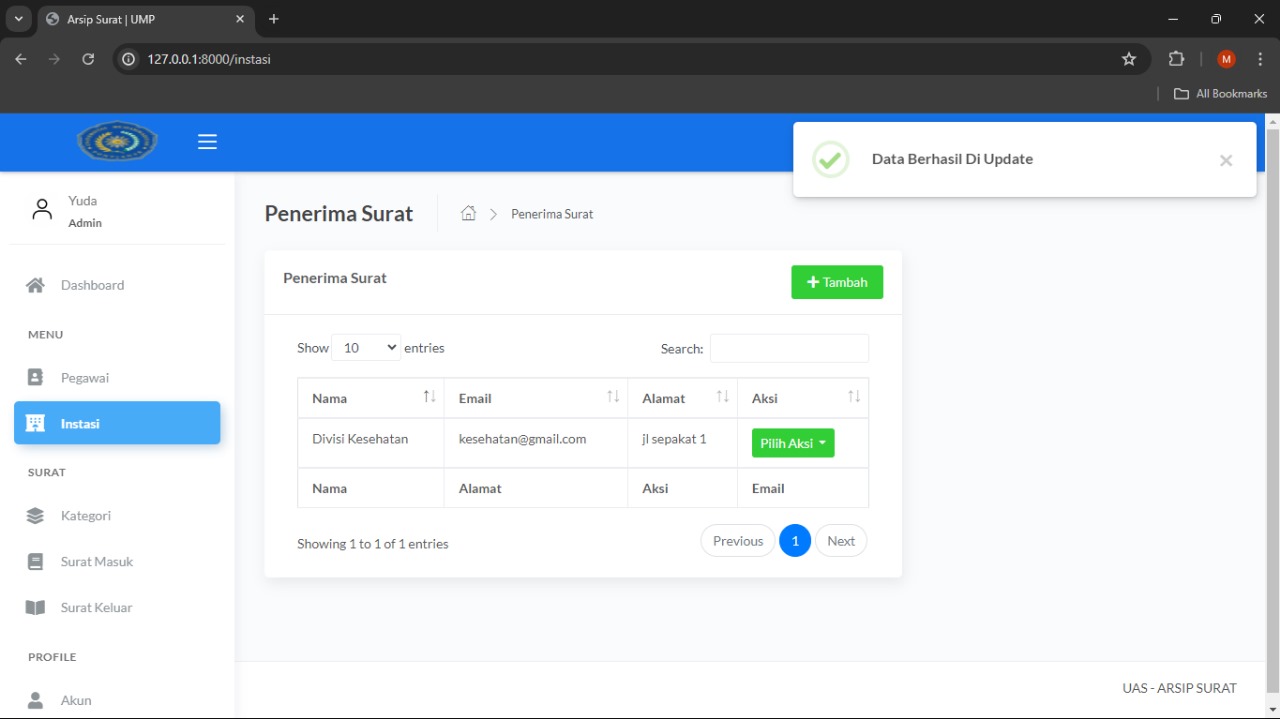 Arsip Surat | UMP
127.0.0.1:8000/instasi
M
All Bookmarks
Data Berhasil Di Update
Yuda
Admin
Penerima Surat
Penerima Surat
Dashboard
MENU
Pegawai
Instasi
SURAT
Kategori
Surat Masuk
Surat Keluar
PROFILE
Akun
Penerima Surat
Tambah
Show 10 entries
Search:
Nama Email Alamat Aksi
Divisi Kesehatan kesehatan@gmail.com jl sepakat 1 Pilih Aksi
Nama Alamat Aksi Email
Showing 1 to 1 of 1 entries
Previous 1 Next
UAS - ARSIP SURAT